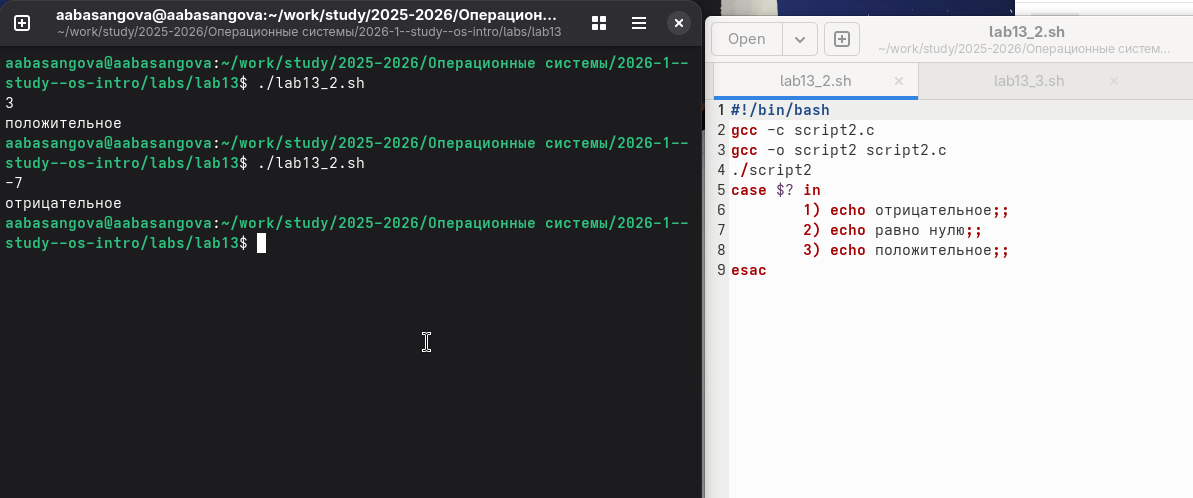 aabasangova@aabasangova:~/work/study/2025-2026/Операцион...
~/work/study/2025-2026/Операционные системы/2026-1--study--os-intro/labs/lab13
aabasangova@aabasangova:~/work/study/2025-2026/Операционные системы/2026-1--
study--os-intro/labs/lab13$ ./lab13_2.sh
3
положительное
aabasangova@aabasangova:~/work/study/2025-2026/Операционные системы/2026-1--
study--os-intro/labs/lab13$ ./lab13_2.sh
-7
отрицательное
aabasangova@aabasangova:~/work/study/2025-2026/Операционные системы/2026-1--
study--os-intro/labs/lab13$
Open
lab13_2.sh
~/work/study/2025-2026/Операционные систем...
lab13_2.sh
lab13_3.sh
1 #!/bin/bash
2 gcc -c script2.c
3 gcc -o script2 script2.c
4 ./script2
5 case $? in
6 1) echo отрицательное;;
7 2) echo равно нулю;;
8 3) echo положительное;;
9 esac